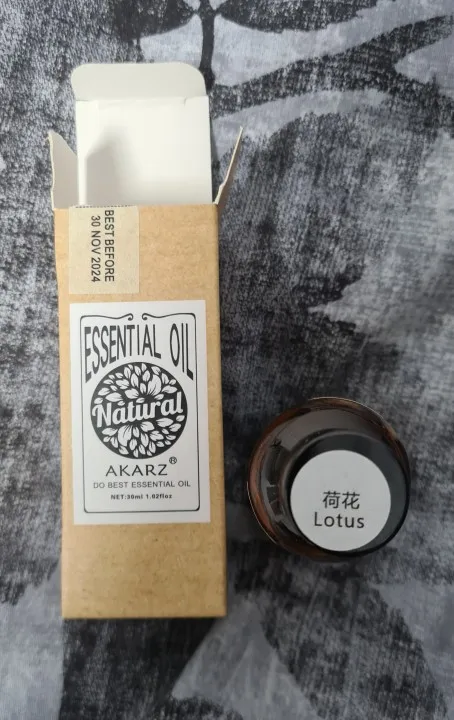 BEST BEFORE
30 NOV 2024
ESSENTIAL OIL
Natural
AKARZ®
DO BEST ESSENTIAL OIL
NET:30ml 1.02floz
荷花
Lotus